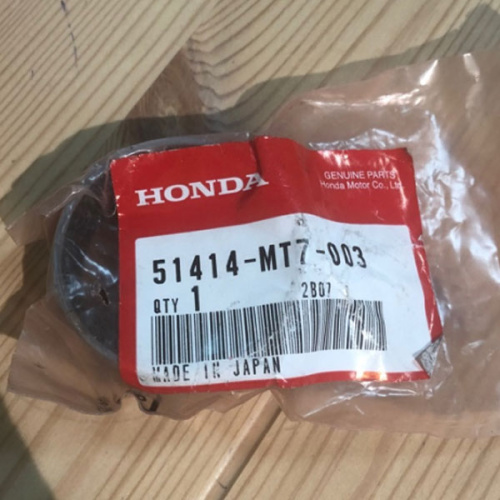 HONDA
GENUINE PARTS
Honda Motor Co., Ltd.
51414-MT7-003
QTY 1 2B07
MADE IN JAPAN